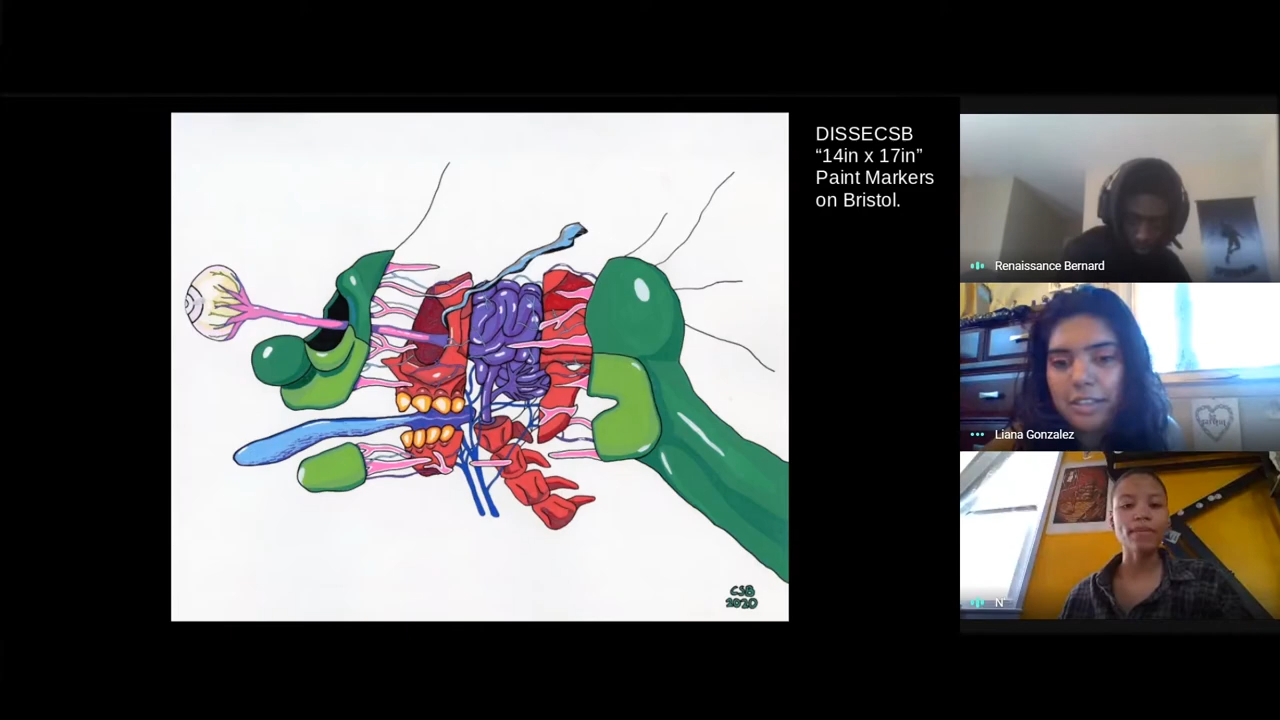 DISSECSB
“14in x 17in”
Paint Markers
on Bristol.
CSB
2020
Renaissance Bernard
Liana Gonzalez
N